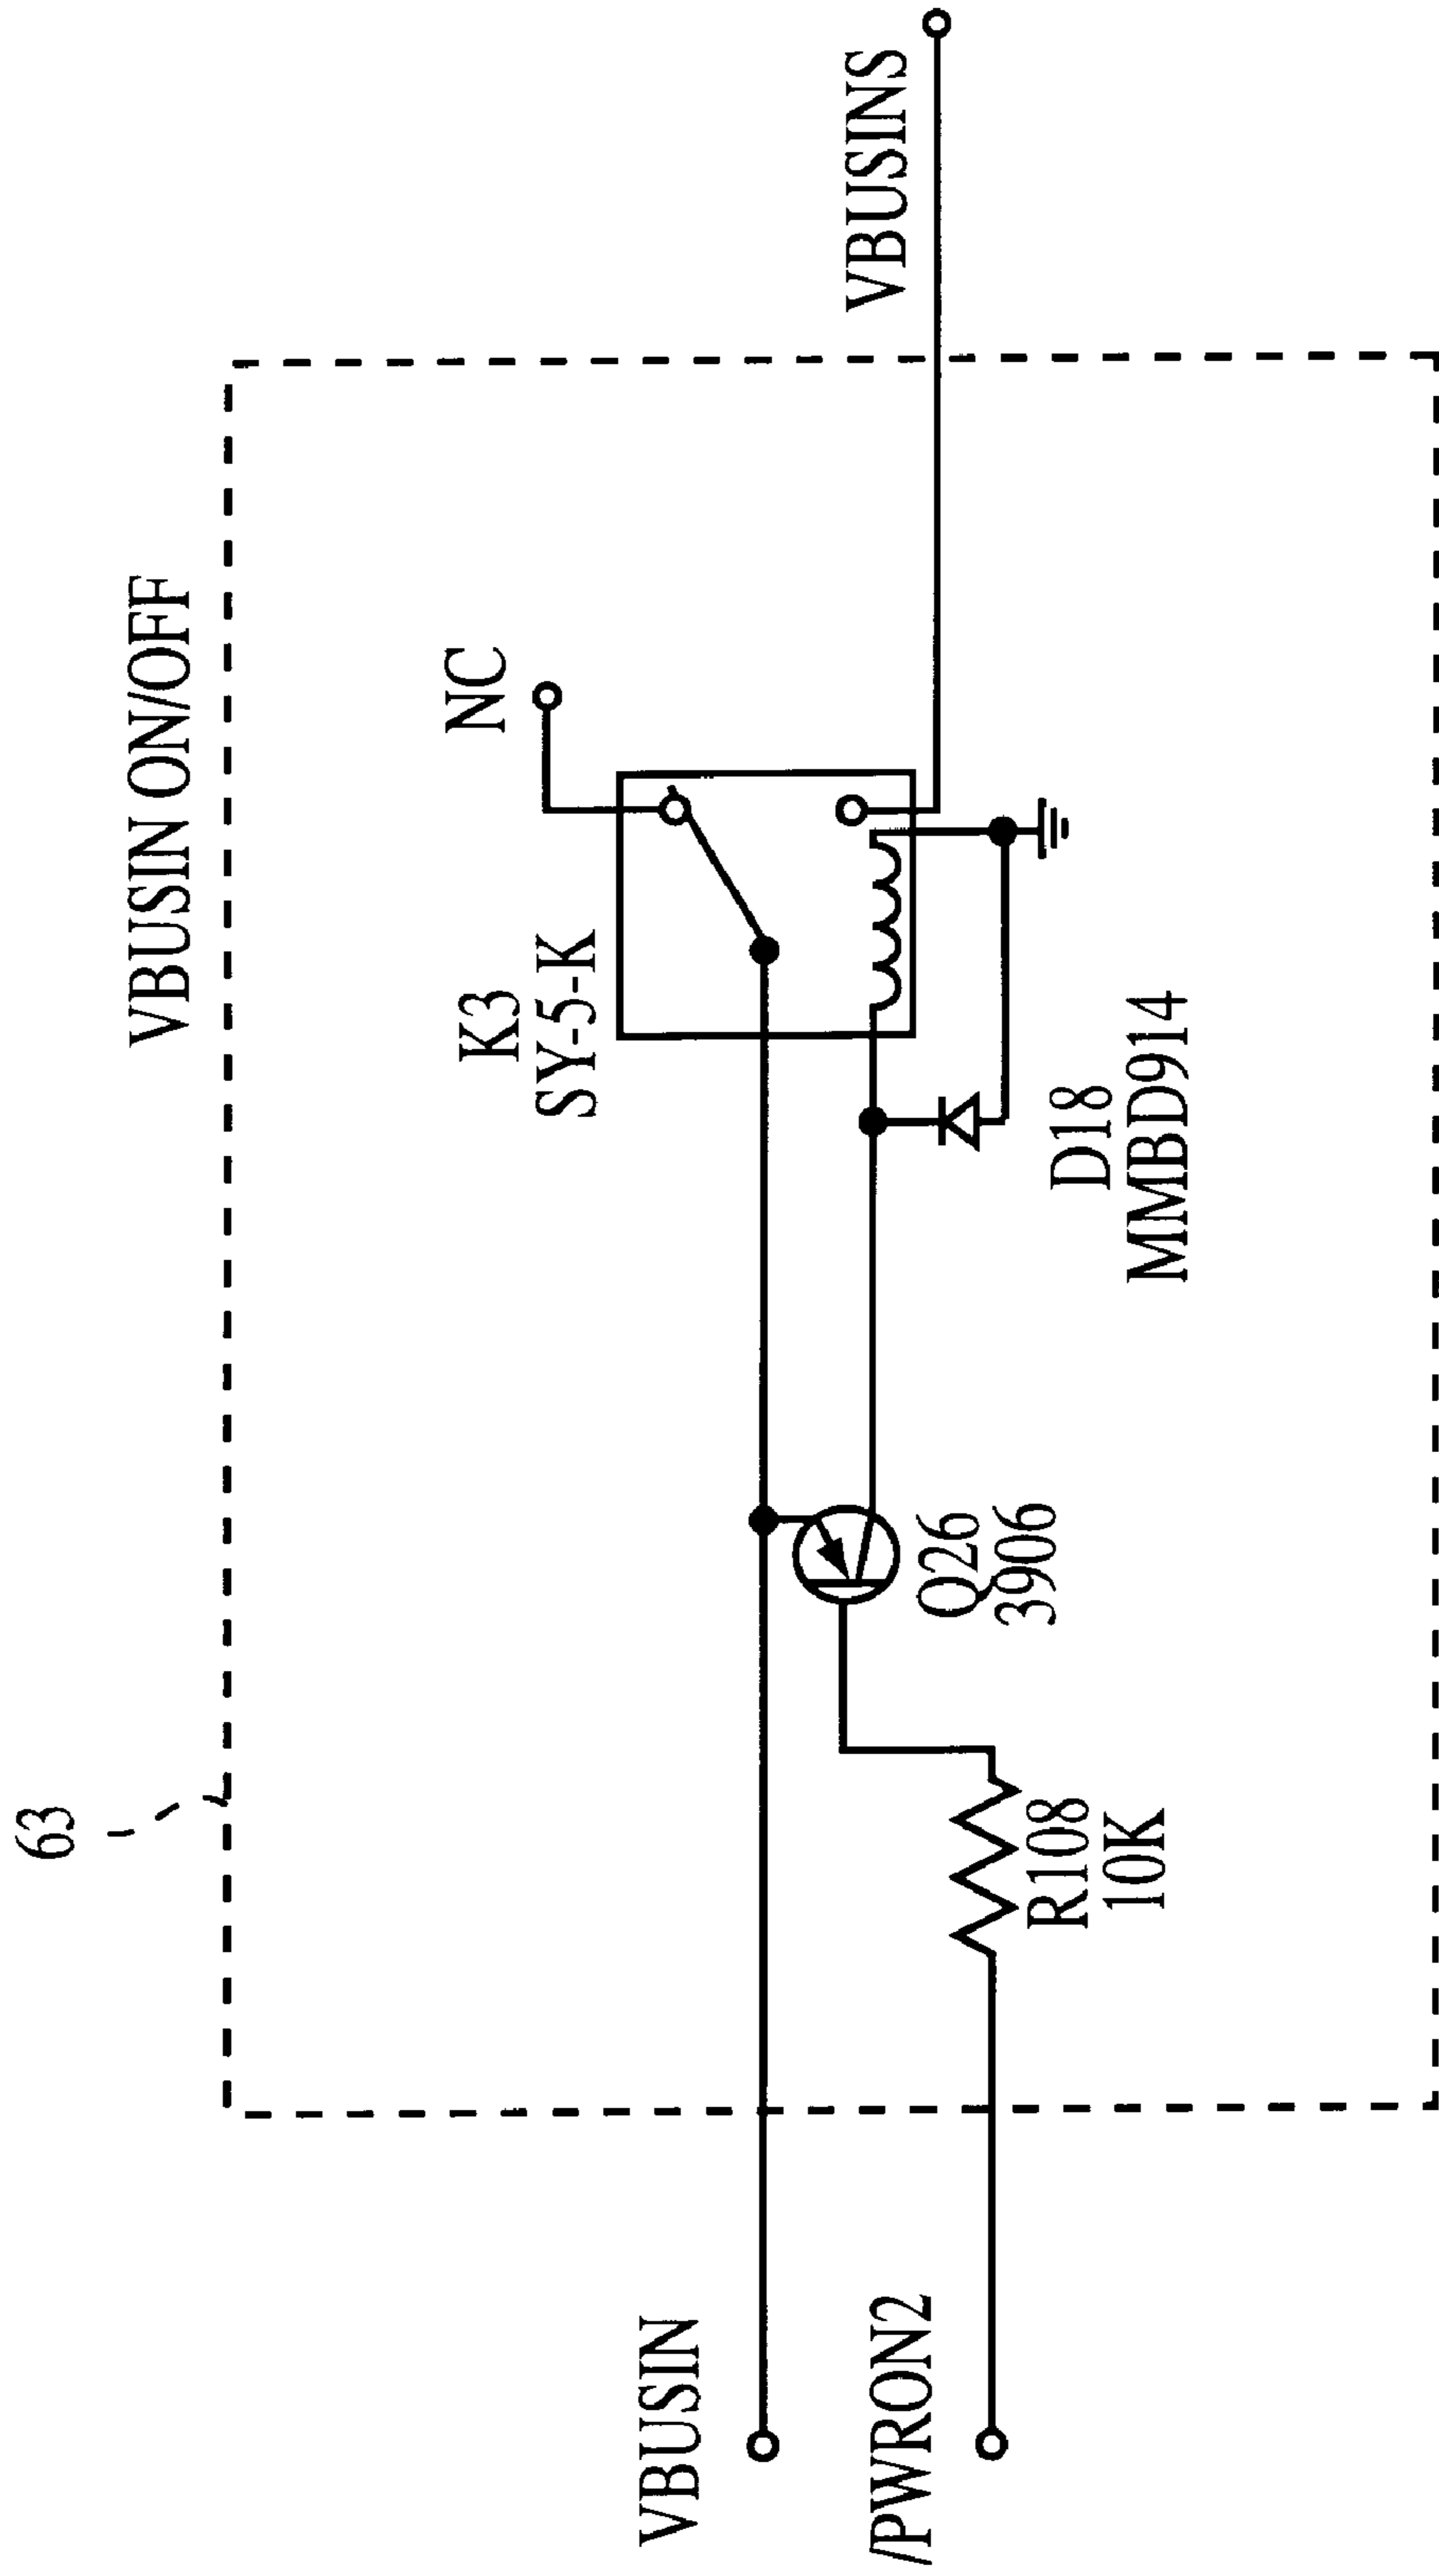 63
VBUSIN ON/OFF
VBUSIN
/PWRON2
R108
10K
Q26
3906
K3
SY-5-K
NC
D18
MMBD914
VBUSINS